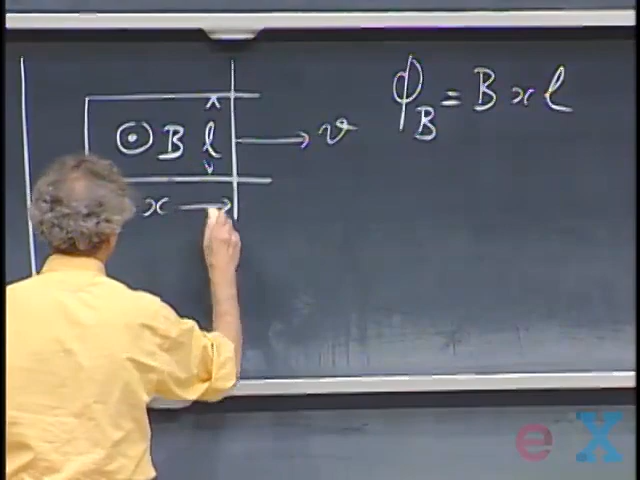 ϕ_B = B x l
⊙ B l → v
x →
e X